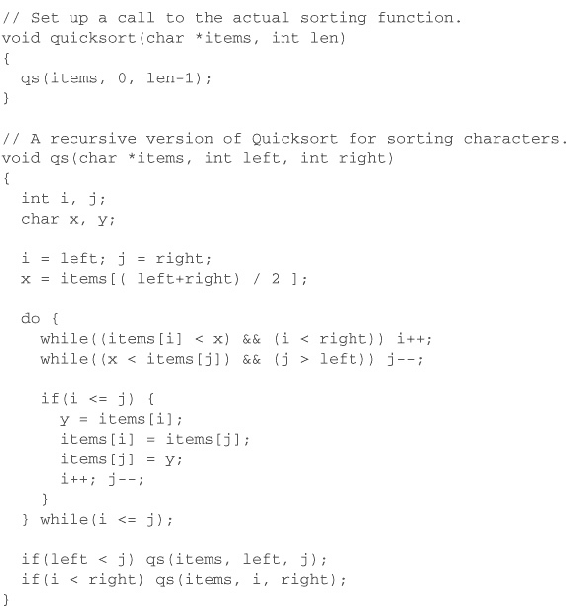 // Set up a call to the actual sorting function.
void quicksort(char *items, int len)
{
  qs(items, 0, len-1);
}

// A recursive version of Quicksort for sorting characters.
void qs(char *items, int left, int right)
{
  int i, j;
  char x, y;

  i = left; j = right;
  x = items[( left+right) / 2 ];

  do {
    while((items[i] < x) && (i < right)) i++;
    while((x < items[j]) && (j > left)) j--;

    if(i <= j) {
      y = items[i];
      items[i] = items[j];
      items[j] = y;
      i++; j--;
    }
  } while(i <= j);

  if(left < j) qs(items, left, j);
  if(i < right) qs(items, i, right);
}